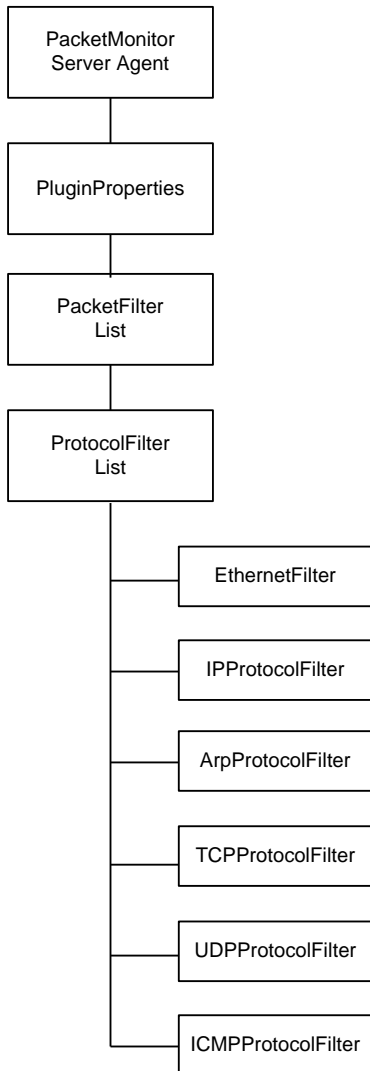 PacketMonitor
Server Agent
PluginProperties
PacketFilter
List
ProtocolFilter
List
EthernetFilter
IPProtocolFilter
ArpProtocolFilter
TCPProtocolFilter
UDPProtocolFilter
ICMPProtocolFilter